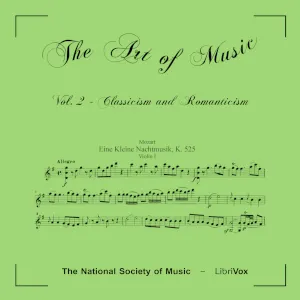 The Art of Music
Vol. 2 - Classicism and Romanticism
Mozart
Eine Kleine Nachtmusik, K. 525
Violin I
Allegro
The National Society of Music – LibriVox